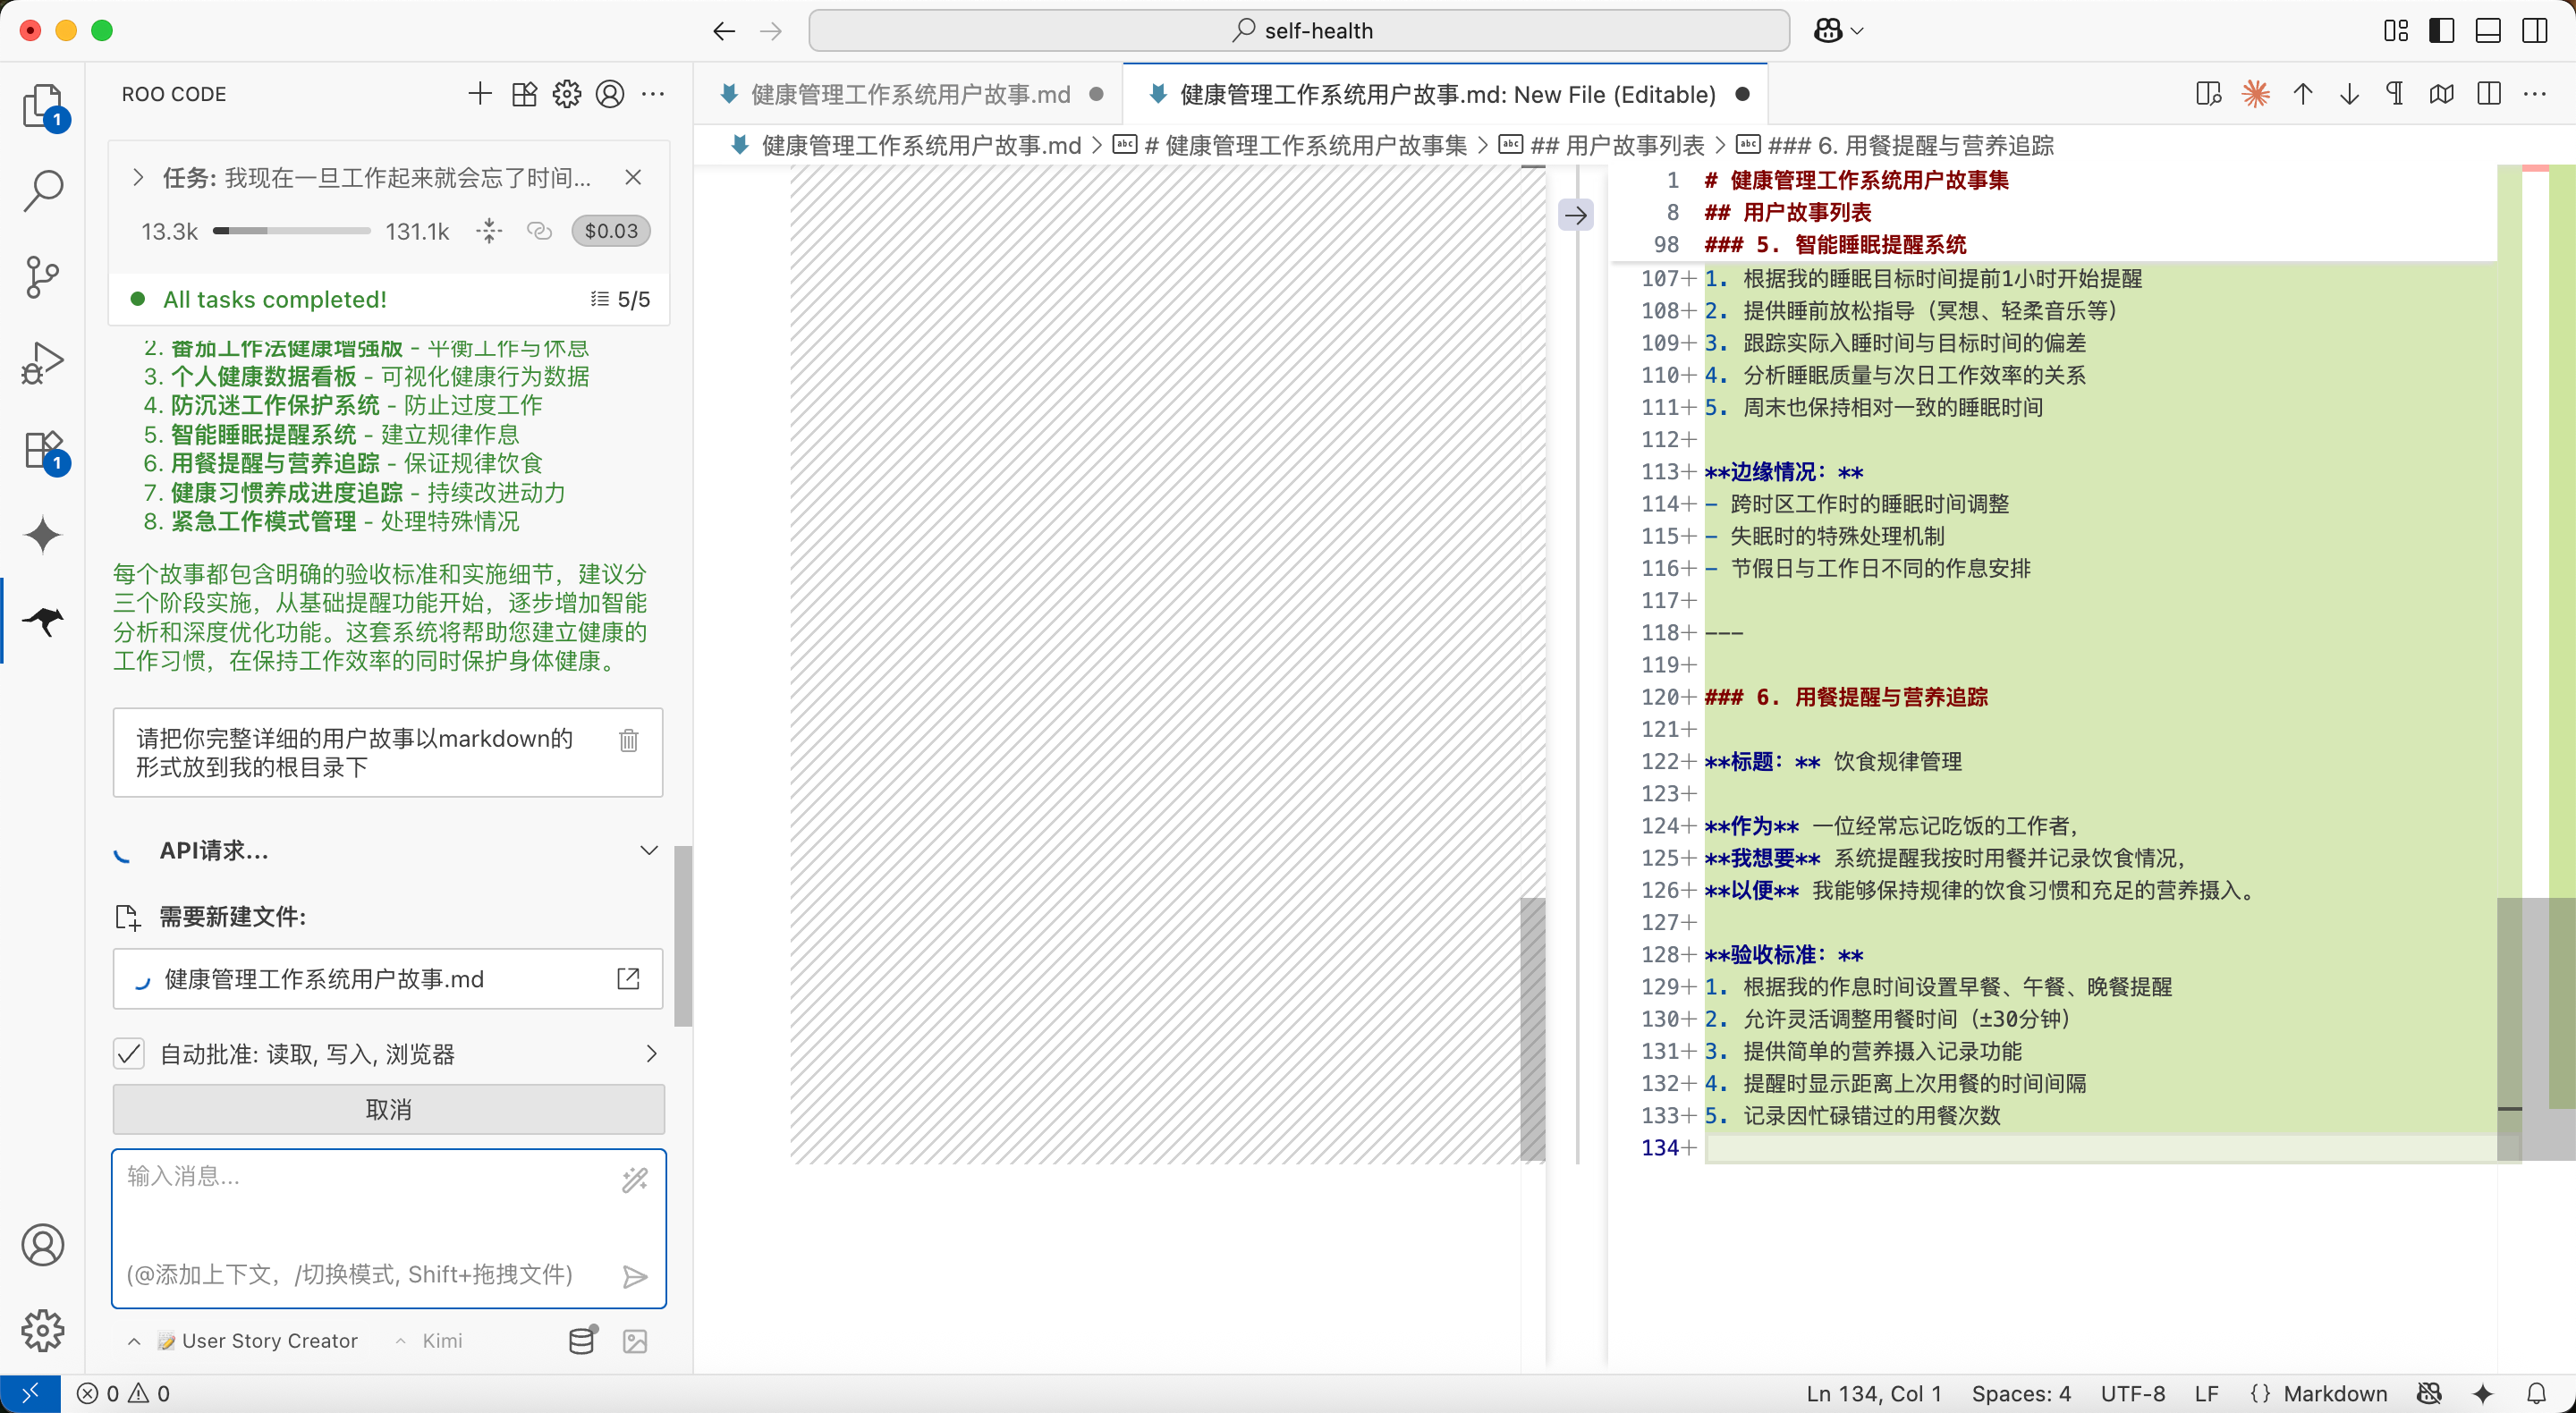 self-health
ROO CODE
任务: 我现在一旦工作起来就会忘了时间...
13.3k 131.1k $0.03
All tasks completed! 5/5
2. 番茄工作法健康增强版 - 平衡工作与休息
3. 个人健康数据看板 - 可视化健康行为数据
4. 防沉迷工作保护系统 - 防止过度工作
5. 智能睡眠提醒系统 - 建立规律作息
6. 用餐提醒与营养追踪 - 保证规律饮食
7. 健康习惯养成进度追踪 - 持续改进动力
8. 紧急工作模式管理 - 处理特殊情况
每个故事都包含明确的验收标准和实施细节，建议分
三个阶段实施，从基础提醒功能开始，逐步增加智能
分析和深度优化功能。这套系统将帮助您建立健康的
工作习惯，在保持工作效率的同时保护身体健康。
请把你完整详细的用户故事以markdown的
形式放到我的根目录下
API请求...
需要新建文件:
健康管理工作系统用户故事.md
自动批准: 读取, 写入, 浏览器
取消
输入消息...
(@添加上下文，/切换模式, Shift+拖拽文件)
📝 User Story Creator Kimi
1
1
健康管理工作系统用户故事.md
健康管理工作系统用户故事.md: New File (Editable)
健康管理工作系统用户故事.md > # 健康管理工作系统用户故事集 > ## 用户故事列表 > ### 6. 用餐提醒与营养追踪
1 # 健康管理工作系统用户故事集
8 ## 用户故事列表
98 ### 5. 智能睡眠提醒系统
107+ 1. 根据我的睡眠目标时间提前1小时开始提醒
108+ 2. 提供睡前放松指导（冥想、轻柔音乐等）
109+ 3. 跟踪实际入睡时间与目标时间的偏差
110+ 4. 分析睡眠质量与次日工作效率的关系
111+ 5. 周末也保持相对一致的睡眠时间
112+
113+ **边缘情况：**
114+ - 跨时区工作时的睡眠时间调整
115+ - 失眠时的特殊处理机制
116+ - 节假日与工作日不同的作息安排
117+
118+ ---
119+
120+ ### 6. 用餐提醒与营养追踪
121+
122+ **标题：** 饮食规律管理
123+
124+ **作为** 一位经常忘记吃饭的工作者，
125+ **我想要** 系统提醒我按时用餐并记录饮食情况，
126+ **以便** 我能够保持规律的饮食习惯和充足的营养摄入。
127+
128+ **验收标准：**
129+ 1. 根据我的作息时间设置早餐、午餐、晚餐提醒
130+ 2. 允许灵活调整用餐时间（±30分钟）
131+ 3. 提供简单的营养摄入记录功能
132+ 4. 提醒时显示距离上次用餐的时间间隔
133+ 5. 记录因忙碌错过的用餐次数
134+
0 0
Ln 134, Col 1 Spaces: 4 UTF-8 LF {} Markdown